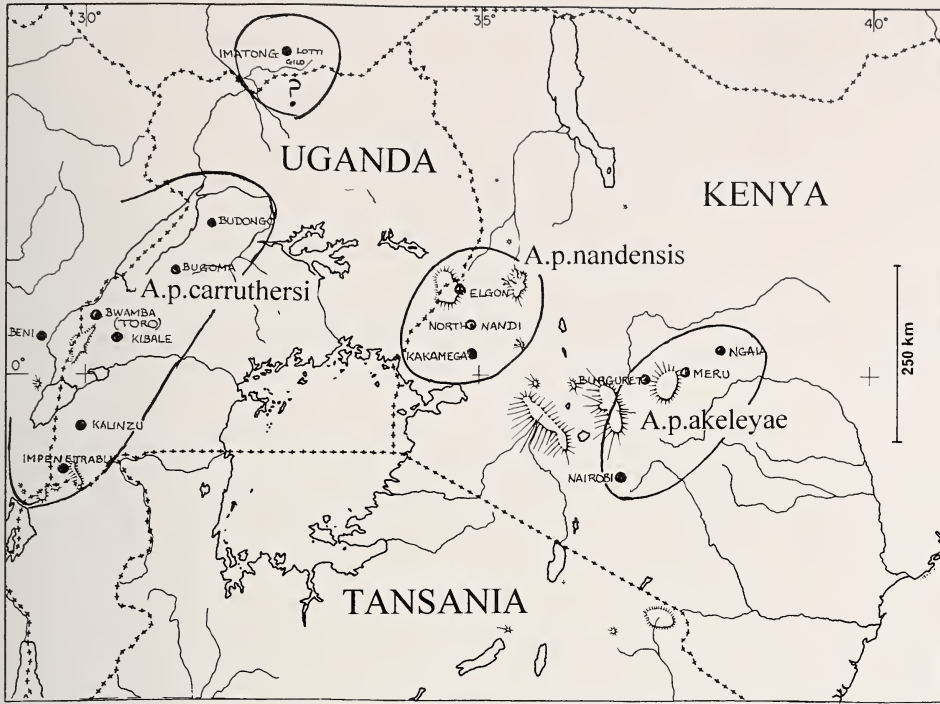 30°
35°
40°
IMATONG
LOTTI
GILO
?
UGANDA
KENYA
BUDONGO
BUGOMA
A.p.carruthersi
BWAMBA
(TORO)
BENI
KIBALE
0°
KALINZU
IMPENETRABLE
A.p.nandensis
ELGON
NORTH NANDI
KAKAMEGA
NGAIA
BURGURET
MERU
A.p.akeleyae
NAIROBI
250 km
TANSANIA